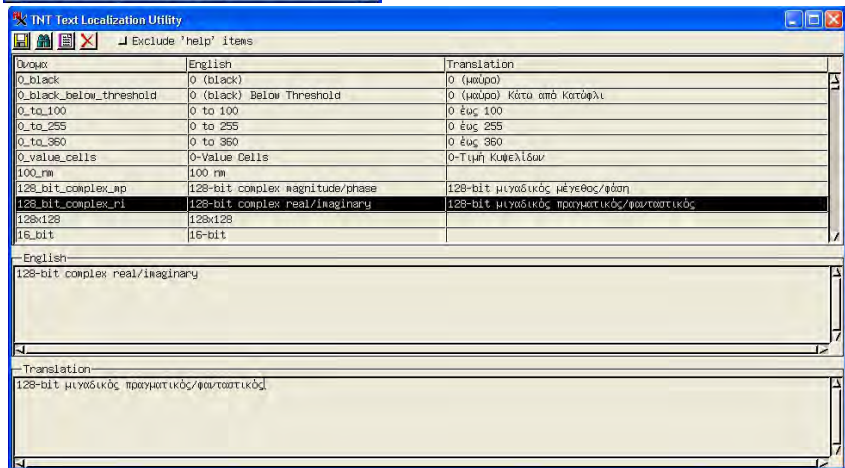 TNT Text Localization Utility
Exclude 'help' items
Όνομα English Translation
0_black 0 (black) 0 (μαύρο)
0_black_below_threshold 0 (black) Below Threshold 0 (μαύρο) Κάτω από Κατώφλι
0_to_100 0 to 100 0 έως 100
0_to_255 0 to 255 0 έως 255
0_to_360 0 to 360 0 έως 360
0_value_cells 0-Value Cells 0-Τιμή Κυψελίδων
100_nm 100 nm
128_bit_complex_mp 128-bit complex magnitude/phase 128-bit μιγαδικός μέγεθος/φάση
128_bit_complex_ri 128-bit complex real/imaginary 128-bit μιγαδικός πραγματικός/φανταστικός
128x128 128x128
16_bit 16-bit
English
128-bit complex real/imaginary
Translation
128-bit μιγαδικός πραγματικός/φανταστικός